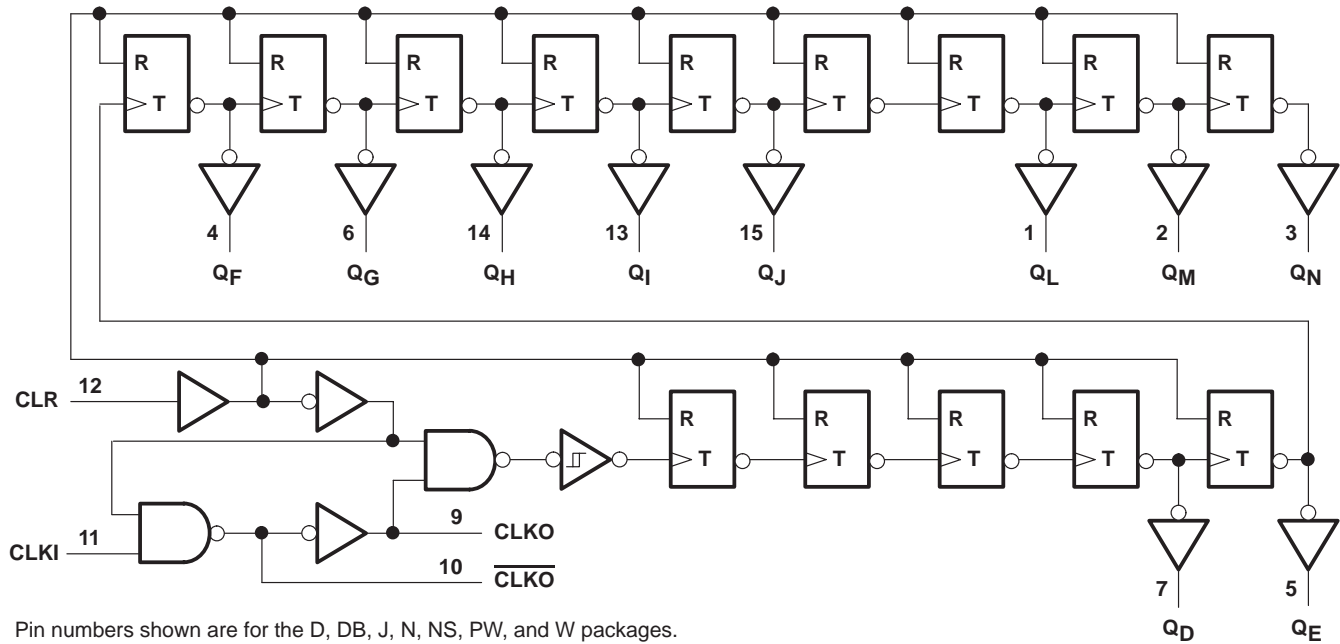 R R R R R R R R R
T T T T T T T T T
4 6 14 13 15 1 2 3
QF QG QH QI QJ QL QM QN
CLR 12
R R R R R
T T T T T
CLKI 11
9 CLKO
10 CLKO
7 5
QD QE
Pin numbers shown are for the D, DB, J, N, NS, PW, and W packages.